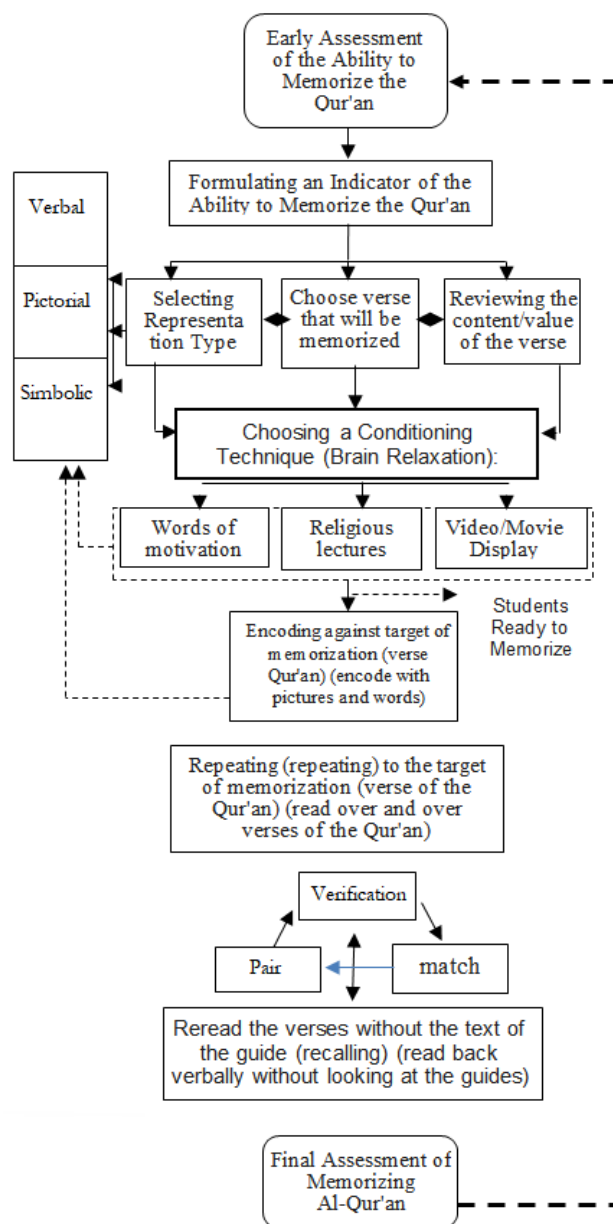 Early Assessment
of the Ability to
Memorize the
Qur'an
Formulating an Indicator of the
Ability to Memorize the Qur'an
Verbal
Pictorial
Simbolic
Selecting
Representa
tion Type
Choose verse
that will be
memorized
Reviewing the
content/value
of the verse
Choosing a Conditioning
Technique (Brain Relaxation):
Words of
motivation
Religious
lectures
Video/Movie
Display
Students
Ready to
Memorize
Encoding against target of
memorization (verse
Qur'an) (encode with
pictures and words)
Repeating (repeating) to the target
of memorization (verse of the
Qur'an) (read over and over
verses of the Qur'an)
Verification
Pair
match
Reread the verses without the text of
the guide (recalling) (read back
verbally without looking at the guides)
Final Assessment of
Memorizing
Al-Qur'an